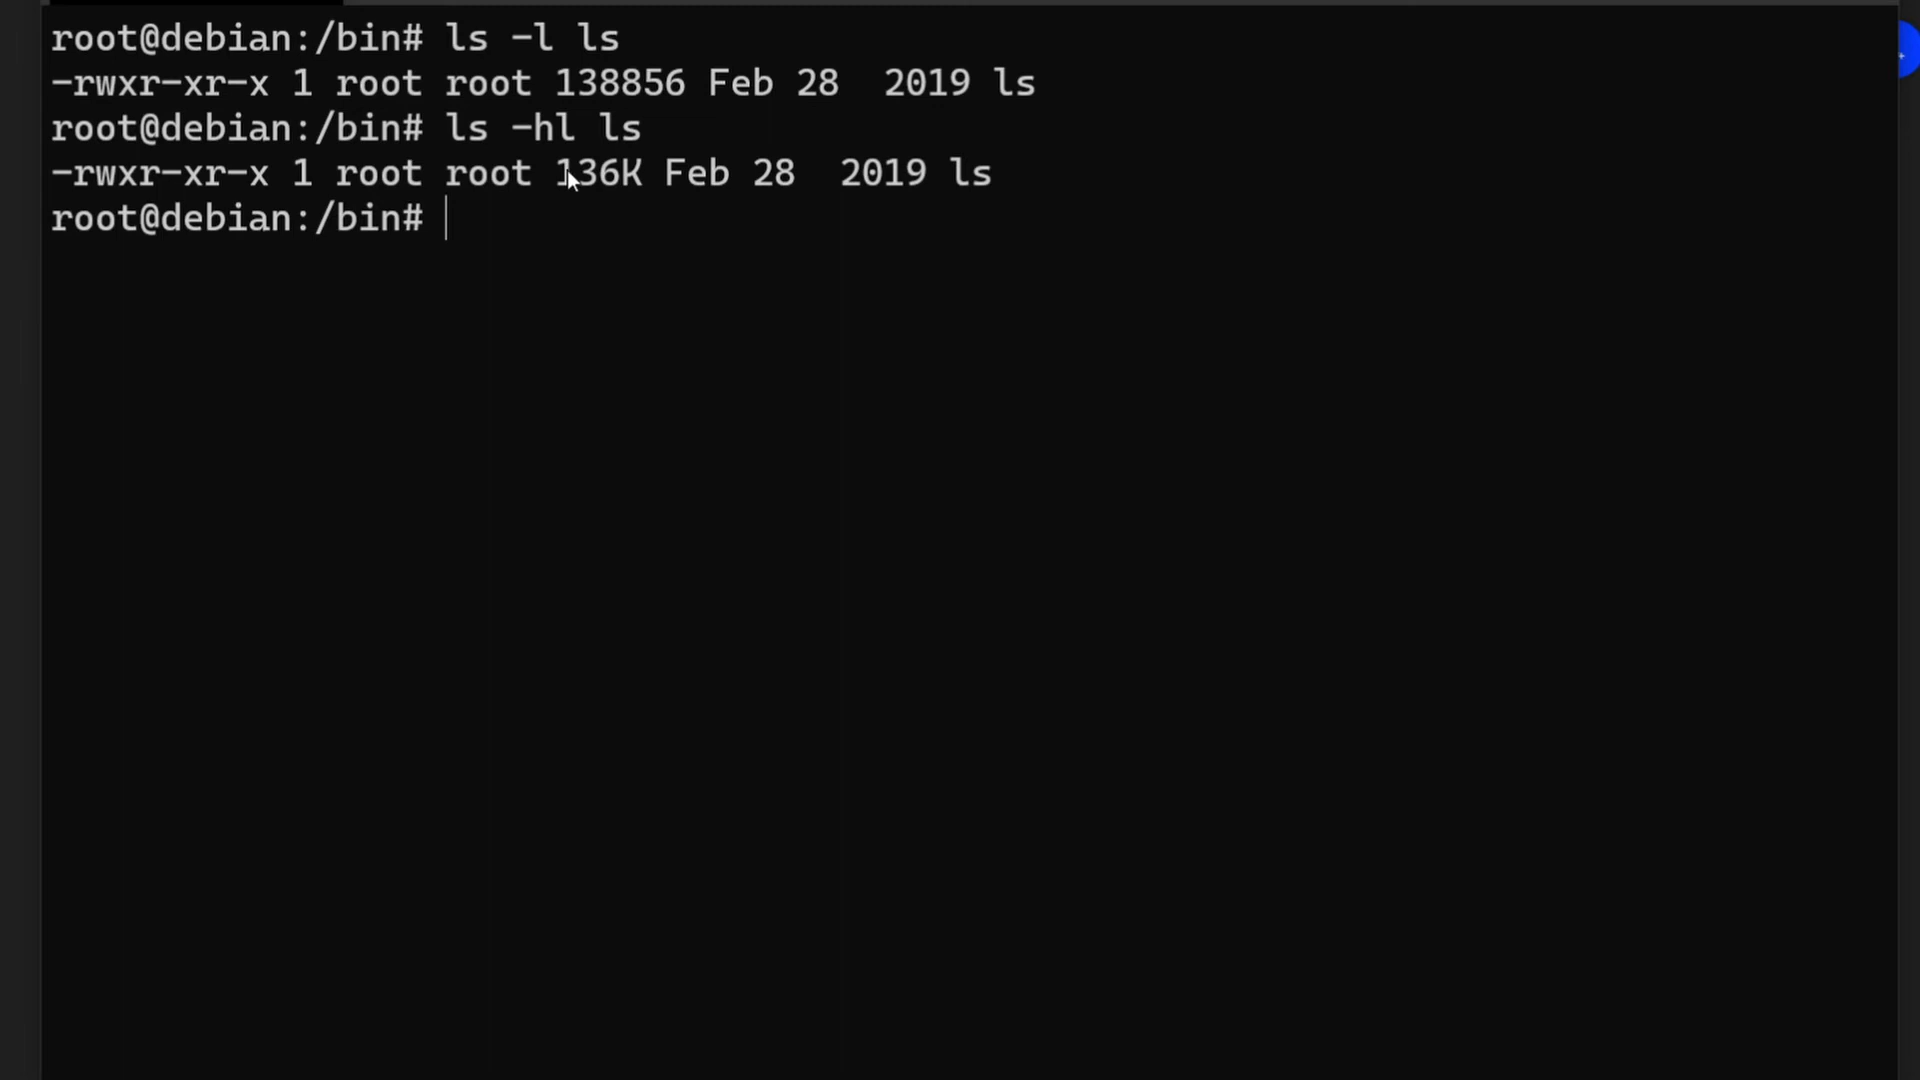 root@debian:/bin# ls -l ls
-rwxr-xr-x 1 root root 138856 Feb 28  2019 ls
root@debian:/bin# ls -hl ls
-rwxr-xr-x 1 root root 136K Feb 28  2019 ls
root@debian:/bin#